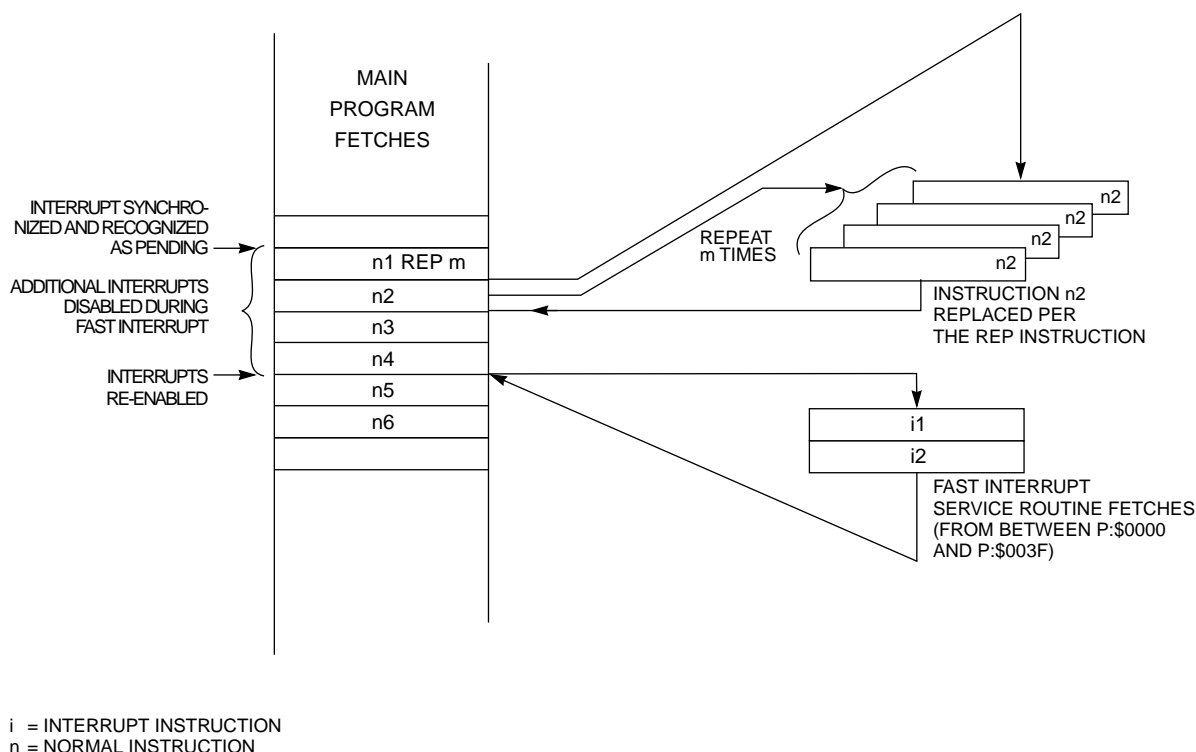 MAIN
PROGRAM
FETCHES
INTERRUPT SYNCHRO-
NIZED AND RECOGNIZED
AS PENDING
ADDITIONAL INTERRUPTS
DISABLED DURING
FAST INTERRUPT
INTERRUPTS
RE-ENABLED
n1 REP m
n2
n3
n4
n5
n6
REPEAT
m TIMES
n2
n2
n2
n2
INSTRUCTION n2
REPLACED PER
THE REP INSTRUCTION
i1
i2
FAST INTERRUPT
SERVICE ROUTINE FETCHES
(FROM BETWEEN P:$0000
AND P:$003F)
i = INTERRUPT INSTRUCTION
n = NORMAL INSTRUCTION